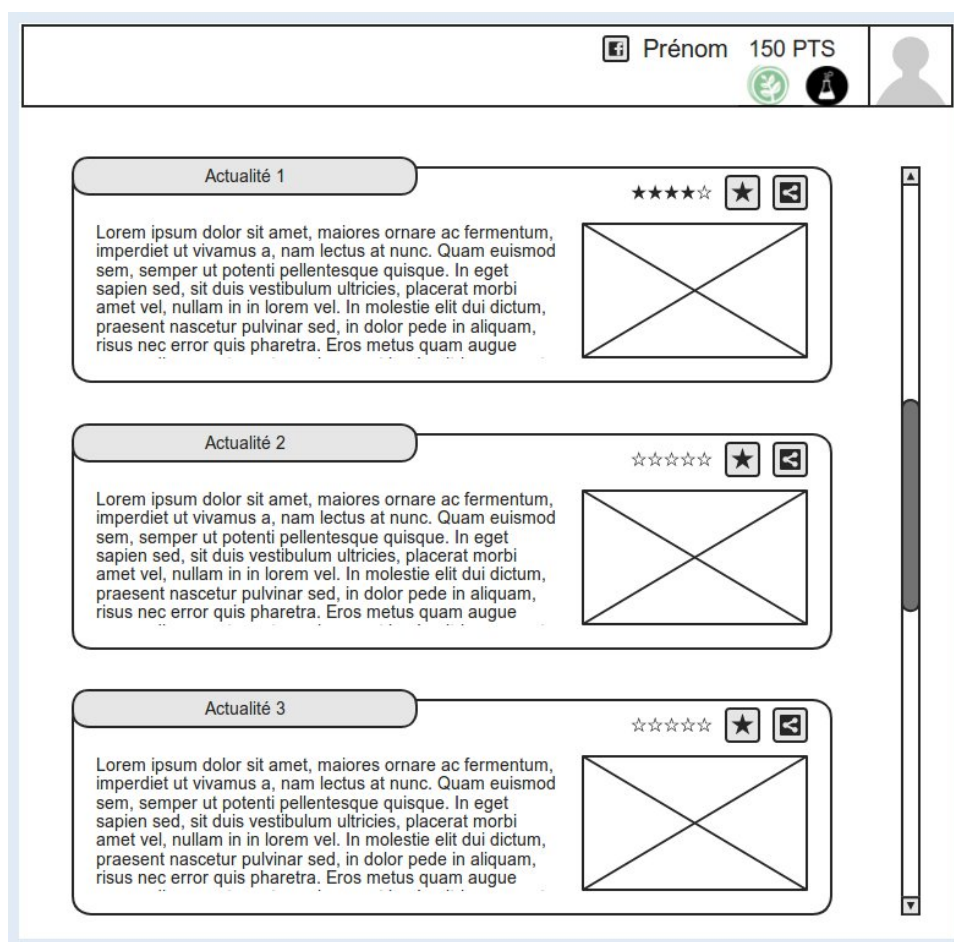 Prénom 150 PTS
Actualité 1
Lorem ipsum dolor sit amet, maiores ornare ac fermentum,
imperdiet ut vivamus a, nam lectus at nunc. Quam euismod
sem, semper ut potenti pellentesque quisque. In eget
sapien sed, sit duis vestibulum ultricies, placerat morbi
amet vel, nullam in in lorem vel. In molestie elit dui dictum,
praesent nascetur pulvinar sed, in dolor pede in aliquam,
risus nec error quis pharetra. Eros metus quam augue
Actualité 2
Lorem ipsum dolor sit amet, maiores ornare ac fermentum,
imperdiet ut vivamus a, nam lectus at nunc. Quam euismod
sem, semper ut potenti pellentesque quisque. In eget
sapien sed, sit duis vestibulum ultricies, placerat morbi
amet vel, nullam in in lorem vel. In molestie elit dui dictum,
praesent nascetur pulvinar sed, in dolor pede in aliquam,
risus nec error quis pharetra. Eros metus quam augue
Actualité 3
Lorem ipsum dolor sit amet, maiores ornare ac fermentum,
imperdiet ut vivamus a, nam lectus at nunc. Quam euismod
sem, semper ut potenti pellentesque quisque. In eget
sapien sed, sit duis vestibulum ultricies, placerat morbi
amet vel, nullam in in lorem vel. In molestie elit dui dictum,
praesent nascetur pulvinar sed, in dolor pede in aliquam,
risus nec error quis pharetra. Eros metus quam augue